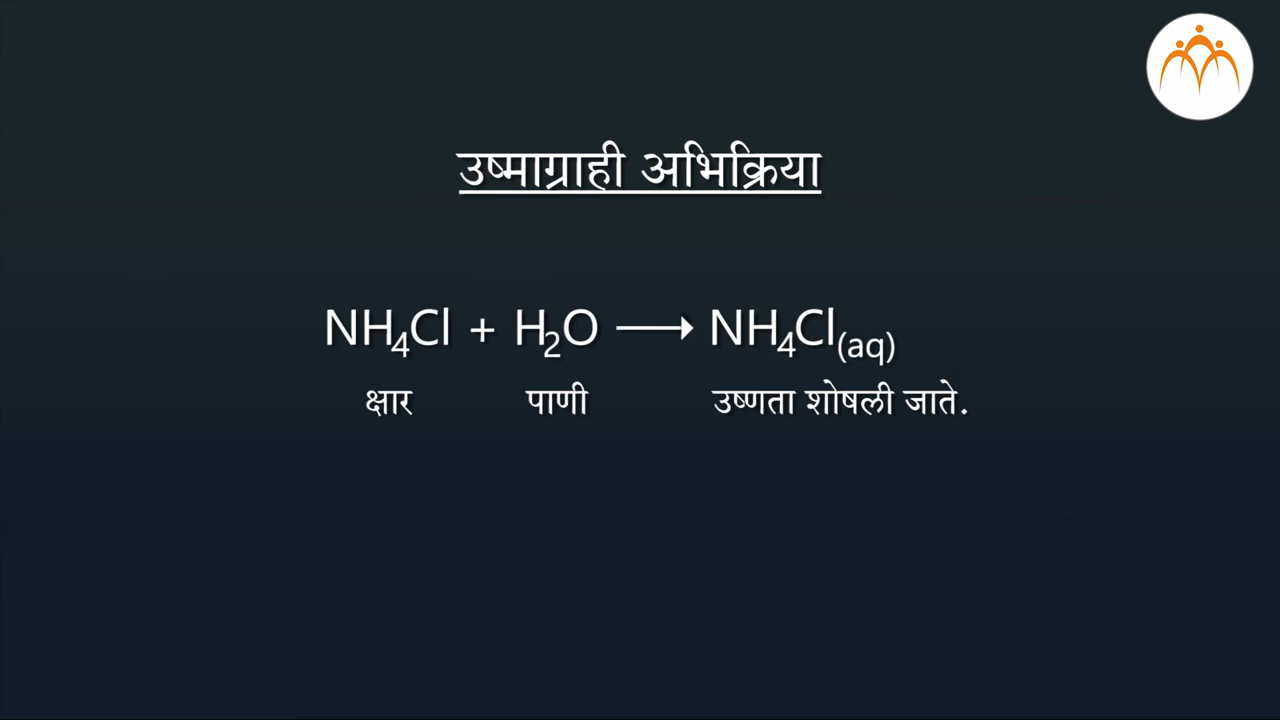 उष्माग्राही अभिक्रिया
NH₄Cl + H₂O ⟶ NH₄Cl₍aq₎
क्षार पाणी उष्णता शोषली जाते.